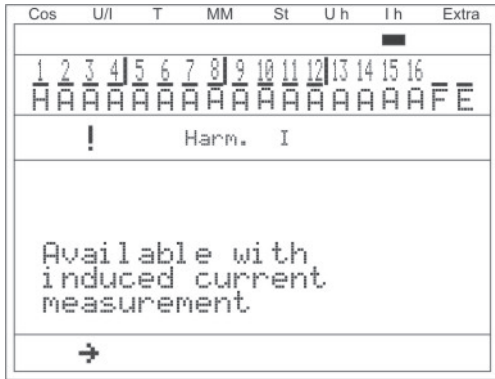 Cos U/I T MM St U h I h Extra
1 2 3 4 5 6 7 8 9 10 11 12 13 14 15 16
H A A A A A A A A A A A A A A A F E
! Harm. I
Available with
induced current
measurement
→